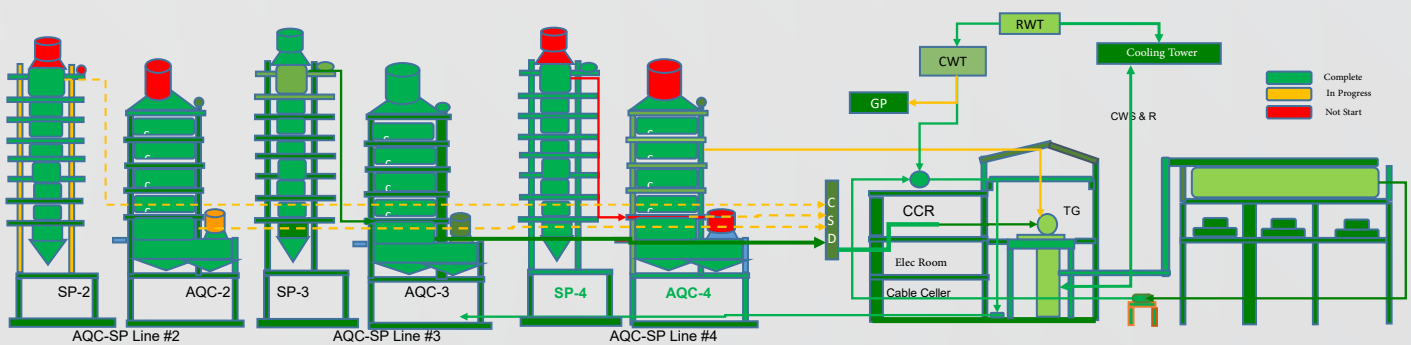 RWT
Cooling Tower
CWT
GP
Complete
In Progress
Not Start
CWS & R
C
S
D
C
C
C
C
C
C
C
C
C
C
C
C
CCR
TG
Elec Room
Cable Celler
SP-2
AQC-2
SP-3
AQC-3
SP-4
AQC-4
AQC-SP Line #2
AQC-SP Line #3
AQC-SP Line #4